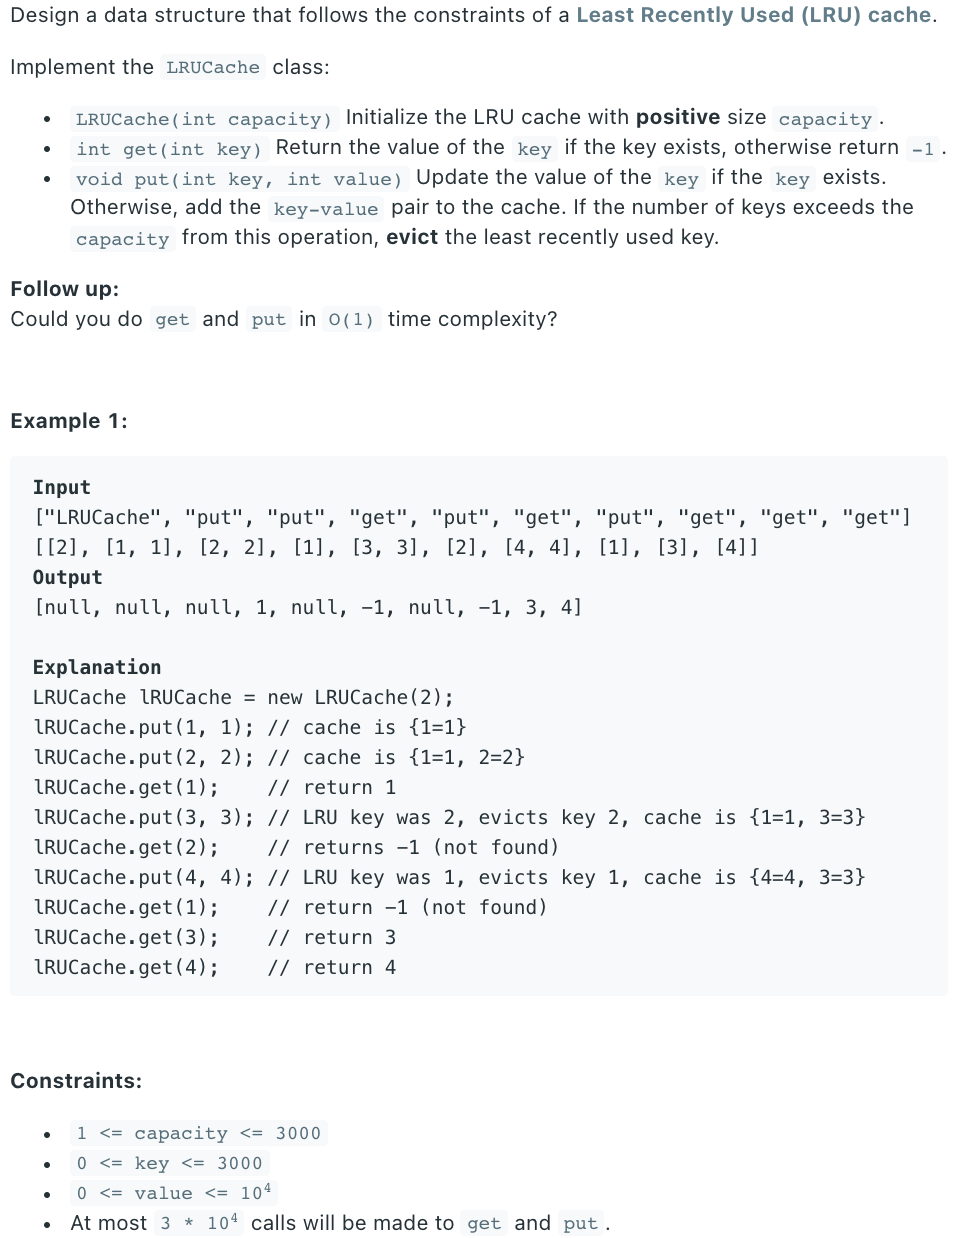 Design a data structure that follows the constraints of a Least Recently Used (LRU) cache.
Implement the LRUCache class:
• LRUCache(int capacity) Initialize the LRU cache with positive size capacity.
• int get(int key) Return the value of the key if the key exists, otherwise return -1.
• void put(int key, int value) Update the value of the key if the key exists.
Otherwise, add the key-value pair to the cache. If the number of keys exceeds the
capacity from this operation, evict the least recently used key.
Follow up:
Could you do get and put in O(1) time complexity?
Example 1:
Input
["LRUCache", "put", "put", "get", "put", "get", "put", "get", "get", "get"]
[[2], [1, 1], [2, 2], [1], [3, 3], [2], [4, 4], [1], [3], [4]]
Output
[null, null, null, 1, null, -1, null, -1, 3, 4]
Explanation
LRUCache lRUCache = new LRUCache(2);
lRUCache.put(1, 1); // cache is {1=1}
lRUCache.put(2, 2); // cache is {1=1, 2=2}
lRUCache.get(1);    // return 1
lRUCache.put(3, 3); // LRU key was 2, evicts key 2, cache is {1=1, 3=3}
lRUCache.get(2);    // returns -1 (not found)
lRUCache.put(4, 4); // LRU key was 1, evicts key 1, cache is {4=4, 3=3}
lRUCache.get(1);    // return -1 (not found)
lRUCache.get(3);    // return 3
lRUCache.get(4);    // return 4
Constraints:
• 1 <= capacity <= 3000
• 0 <= key <= 3000
• 0 <= value <= 10⁴
• At most 3 * 10⁴ calls will be made to get and put.